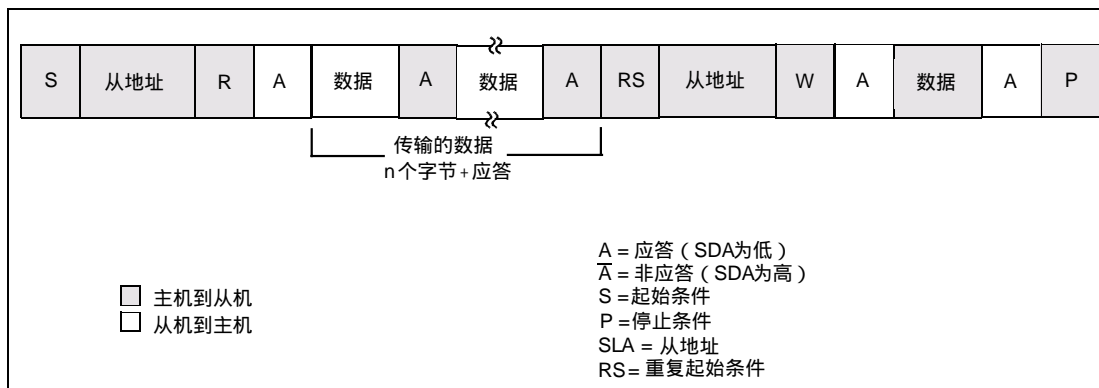 S 从地址 R A 数据 A 数据 A RS 从地址 W A 数据 A P
传输的数据
n个字节+应答
主机到从机
从机到主机
A = 应答（SDA为低）
A̅ = 非应答（SDA为高）
S =起始条件
P =停止条件
SLA = 从地址
RS= 重复起始条件